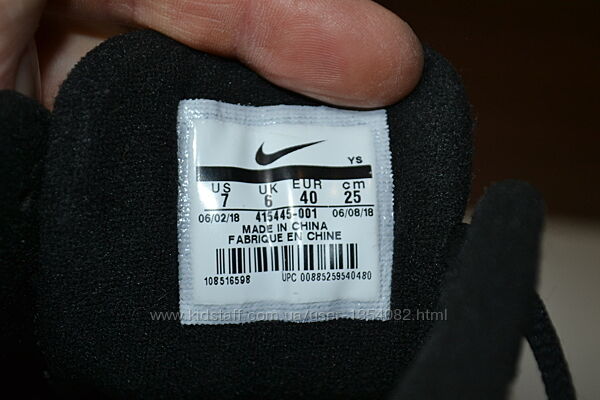 YS
US UK EUR cm
7 6 40 25
06/02/18 415445-001 06/08/18
MADE IN CHINA
FABRIQUE EN CHINE
108516598 UPC 00885259540480
www.kidstaff.com.ua/user-1354082.html